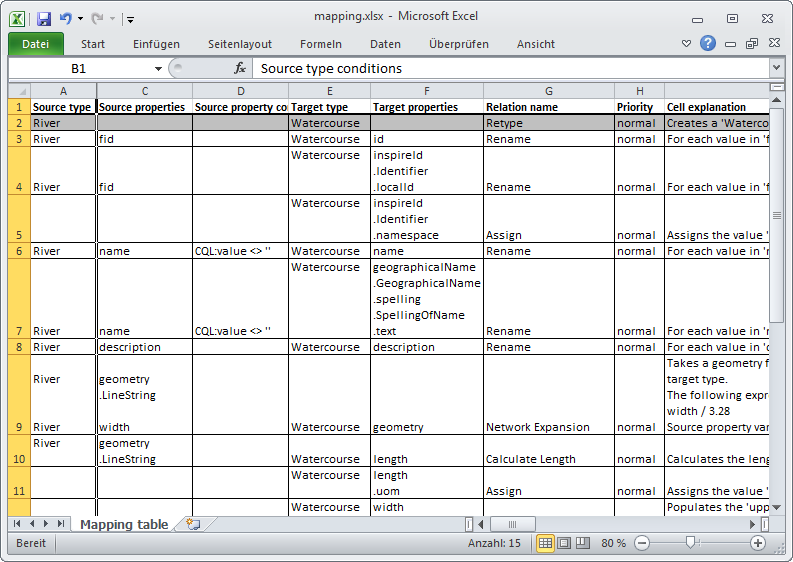 mapping.xlsx - Microsoft Excel
Datei Start Einfügen Seitenlayout Formeln Daten Überprüfen Ansicht
B1 fx Source type conditions
A C D E F G H I
1 Source type Source properties Source property co Target type Target properties Relation name Priority Cell explanation
2 River Watercourse Retype normal Creates a 'Waterco
3 River fid Watercourse id Rename normal For each value in 'f
Watercourse inspireId
.Identifier
4 River fid .localId Rename normal For each value in 'f
Watercourse inspireId
.Identifier
5 .namespace Assign normal Assigns the value '
6 River name CQL:value <> '' Watercourse name Rename normal For each value in 'n
Watercourse geographicalName
.GeographicalName
.spelling
.SpellingOfName
7 River name CQL:value <> '' .text Rename normal For each value in 'n
8 River description Watercourse description Rename normal For each value in 'd
Takes a geometry f
River geometry target type.
.LineString The following expre
width / 3.28
9 River width Watercourse geometry Network Expansion normal Source property var
River geometry
10 .LineString Watercourse length Calculate Length normal Calculates the leng
Watercourse length
11 .uom Assign normal Assigns the value '
Watercourse width Populates the 'upp
Mapping table
Bereit Anzahl: 15 80 %